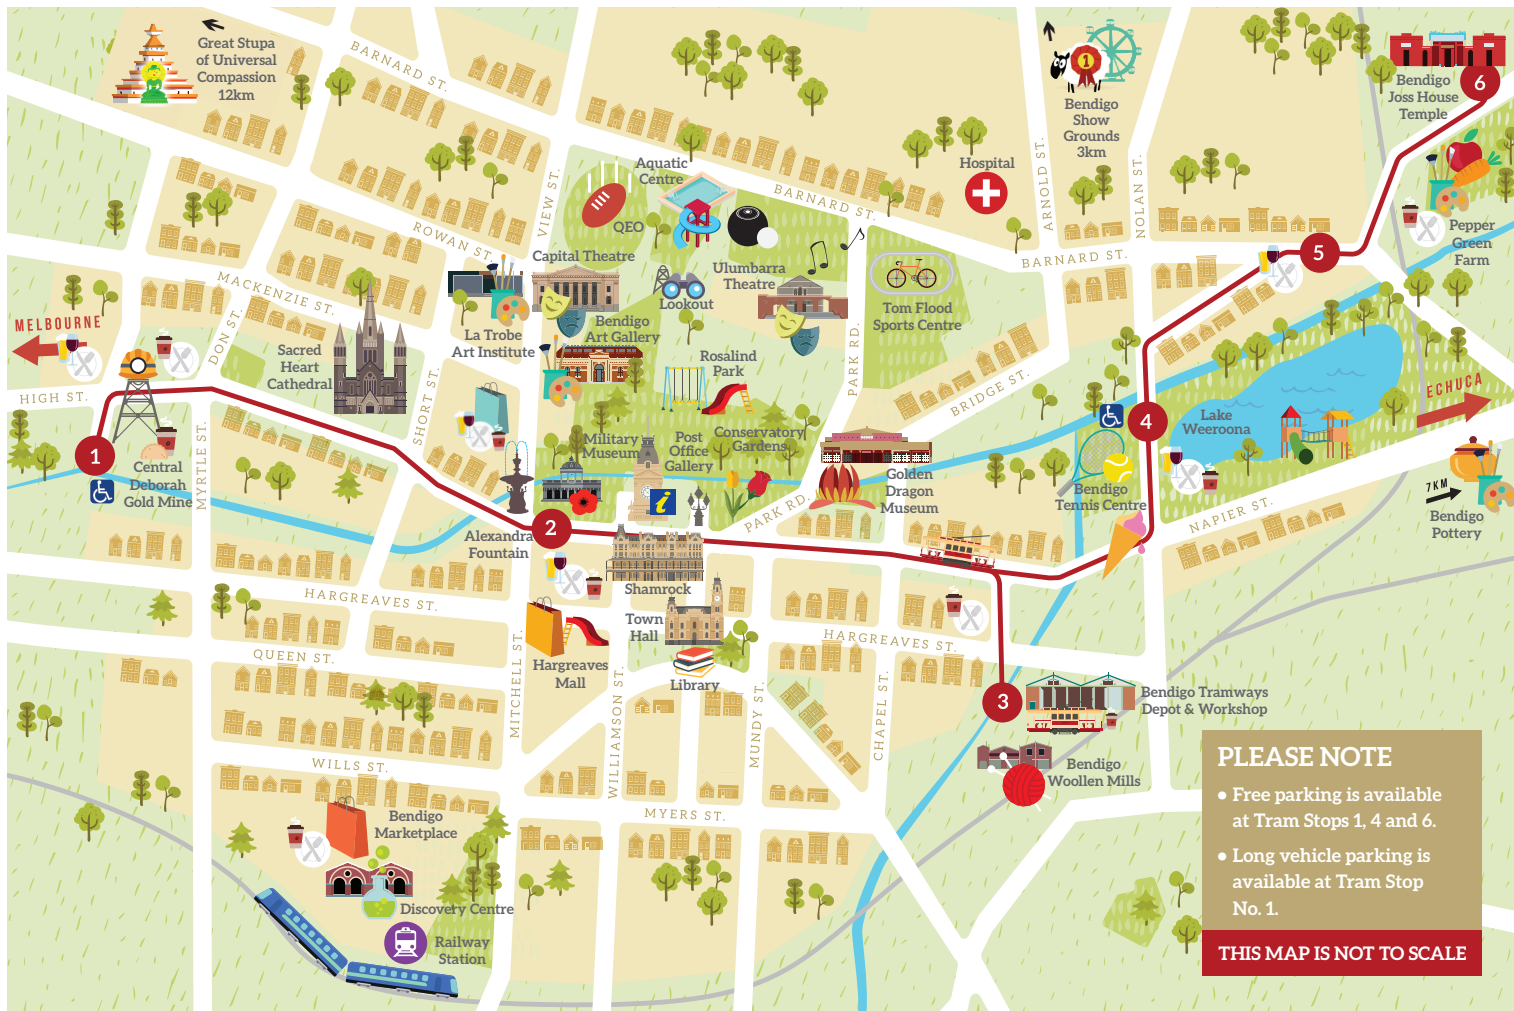 Great Stupa
of Universal
Compassion
12km
BARNARD ST.
Bendigo
Show
Grounds
3km
Bendigo
Joss House
Temple
6
1
Aquatic
Centre
Hospital
ARNOLD ST.
NOLAN ST.
VIEW ST.
QEO
BARNARD ST.
Pepper
Green
Farm
ROWAN ST.
Capital Theatre
Ulumbarra
Theatre
BARNARD ST.
5
MACKENZIE ST.
Lookout
Tom Flood
Sports Centre
MELBOURNE
DON ST.
La Trobe
Art Institute
Bendigo
Art Gallery
PARK RD.
Sacred
Heart
Cathedral
Rosalind
Park
BRIDGE ST.
ECHUCA
HIGH ST.
SHORT ST.
4
Lake
Weeroona
1
MYRTLE ST.
Military
Museum
Post
Office
Gallery
Conservatory
Gardens
Central
Deborah
Gold Mine
Golden
Dragon
Museum
Bendigo
Tennis Centre
7KM
Bendigo
Pottery
i
PARK RD.
NAPIER ST.
Alexandra
Fountain
2
Shamrock
HARGREAVES ST.
Town
Hall
HARGREAVES ST.
QUEEN ST.
MITCHELL ST.
Hargreaves
Mall
Library
WILLIAMSON ST.
MUNDY ST.
CHAPEL ST.
3
Bendigo Tramways
Depot & Workshop
Bendigo
Woollen Mills
WILLS ST.
MYERS ST.
Bendigo
Marketplace
Discovery Centre
Railway
Station
PLEASE NOTE
• Free parking is available
at Tram Stops 1, 4 and 6.
• Long vehicle parking is
available at Tram Stop
No. 1.
THIS MAP IS NOT TO SCALE